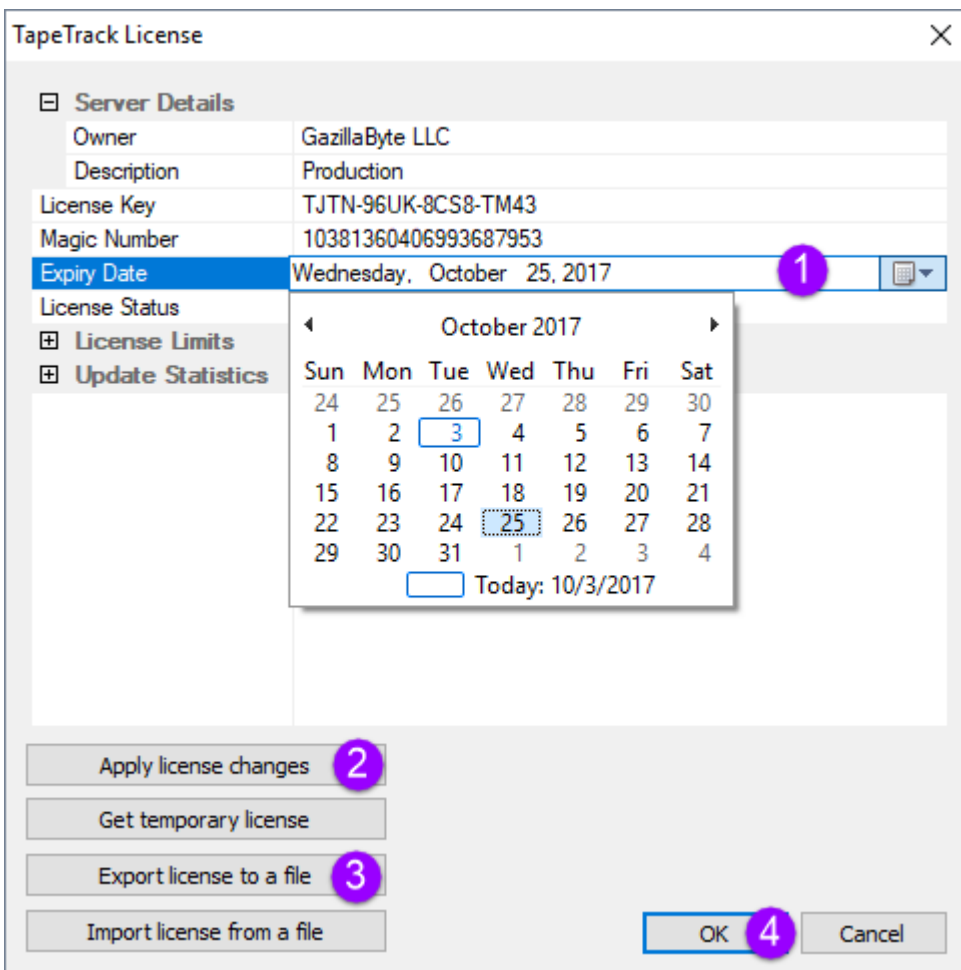 TapeTrack License
Server Details
Owner GazillaByte LLC
Description Production
License Key TJTN-96UK-8CS8-TM43
Magic Number 10381360406993687953
Expiry Date Wednesday, October 25, 2017 1
License Status
License Limits
Update Statistics
October 2017
Sun Mon Tue Wed Thu Fri Sat
24 25 26 27 28 29 30
1 2 3 4 5 6 7
8 9 10 11 12 13 14
15 16 17 18 19 20 21
22 23 24 25 26 27 28
29 30 31 1 2 3 4
Today: 10/3/2017
Apply license changes 2
Get temporary license
Export license to a file 3
Import license from a file
OK 4 Cancel